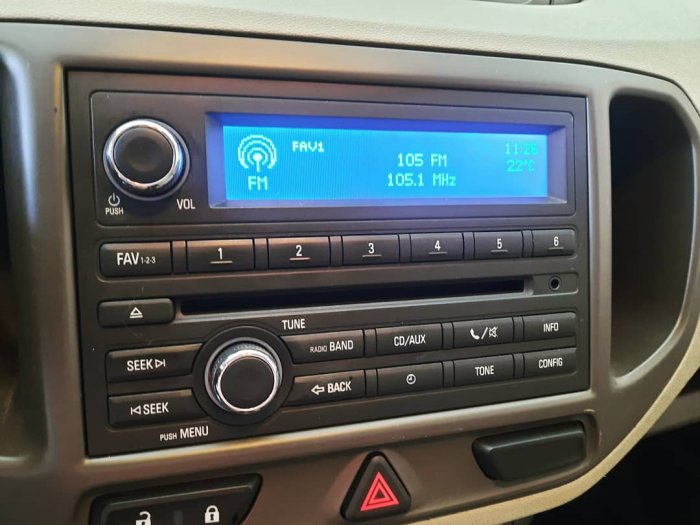 FAV1
11:26
105 FM
22°C
FM
105.1 MHz
PUSH
VOL
FAV 1-2-3
1
2
3
4
5
6
TUNE
SEEK
RADIO BAND
CD/AUX
INFO
SEEK
BACK
TONE
CONFIG
PUSH MENU